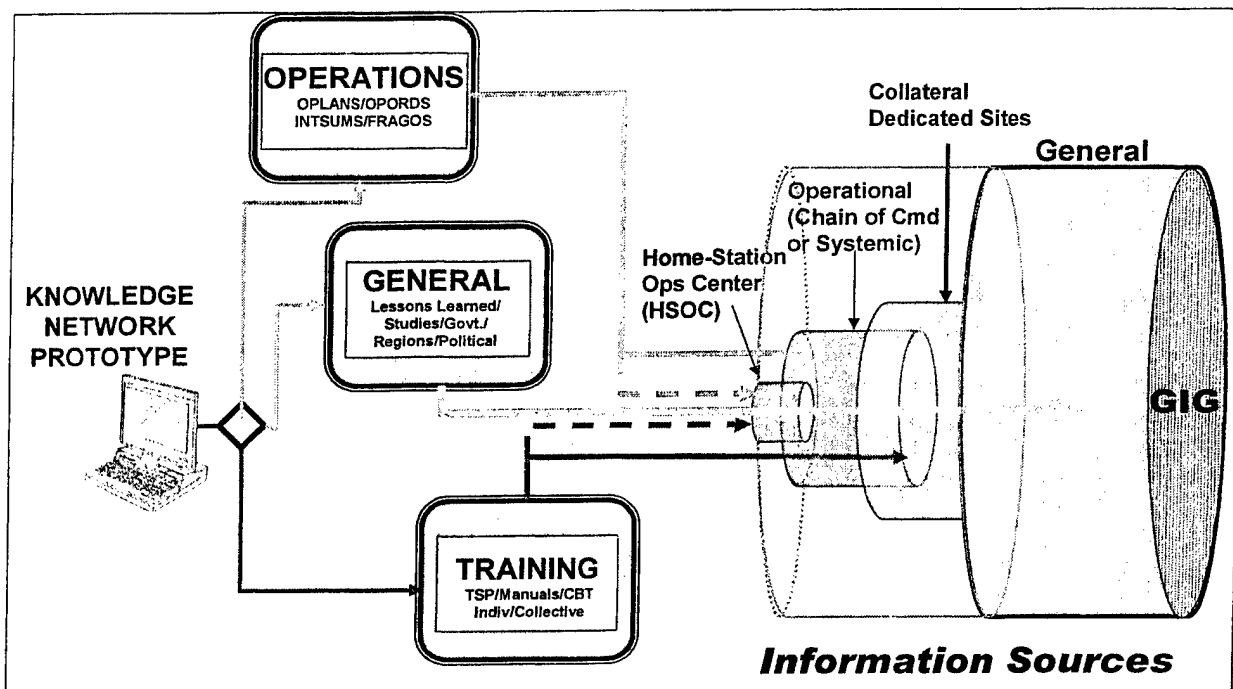 OPERATIONS
OPLANS/OPORDS
INTSUMS/FRAGOS
GENERAL
Lessons Learned/
Studies/Govt./
Regions/Political
KNOWLEDGE
NETWORK
PROTOTYPE
TRAINING
TSP/Manuals/CBT
Indiv/Collective
Home-Station
Ops Center
(HSOC)
Operational
(Chain of Cmd
or Systemic)
Collateral
Dedicated Sites
General
GIG
Information Sources